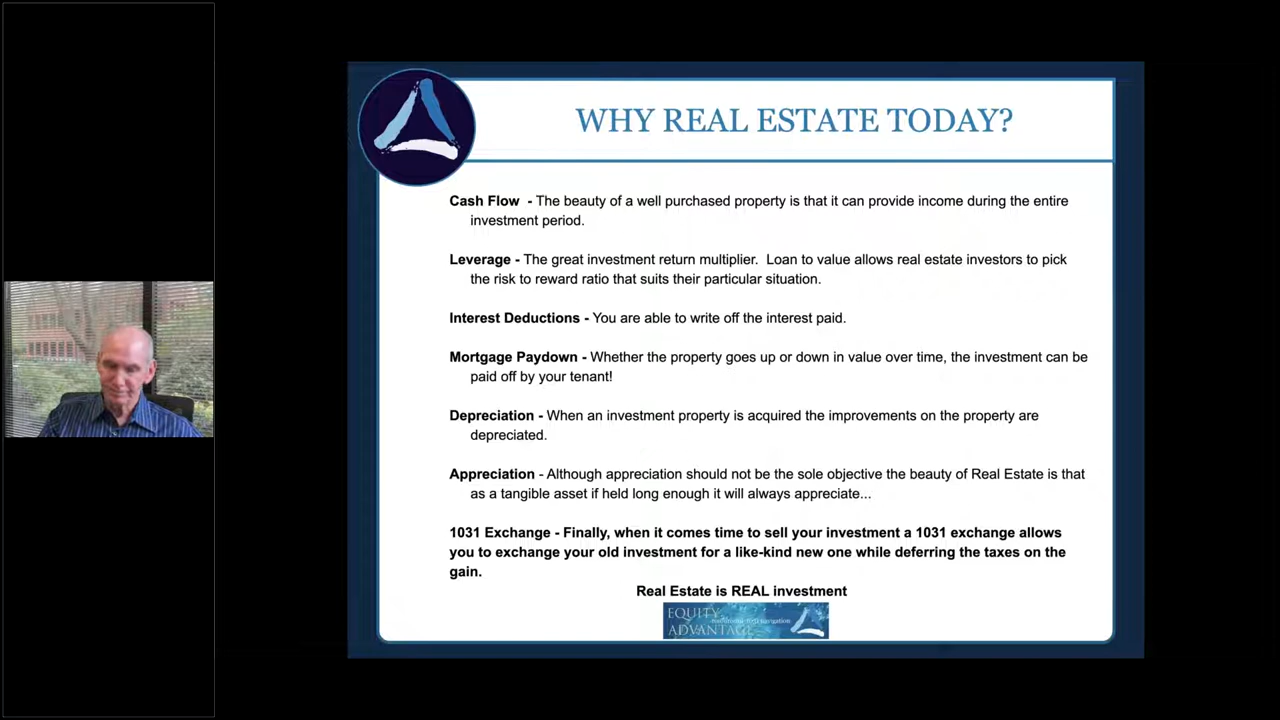 WHY REAL ESTATE TODAY?
Cash Flow - The beauty of a well purchased property is that it can provide income during the entire
investment period.
Leverage - The great investment return multiplier. Loan to value allows real estate investors to pick
the risk to reward ratio that suits their particular situation.
Interest Deductions - You are able to write off the interest paid.
Mortgage Paydown - Whether the property goes up or down in value over time, the investment can be
paid off by your tenant!
Depreciation - When an investment property is acquired the improvements on the property are
depreciated.
Appreciation - Although appreciation should not be the sole objective the beauty of Real Estate is that
as a tangible asset if held long enough it will always appreciate...
1031 Exchange - Finally, when it comes time to sell your investment a 1031 exchange allows
you to exchange your old investment for a like-kind new one while deferring the taxes on the
gain.
Real Estate is REAL investment
EQUITY
ADVANTAGE